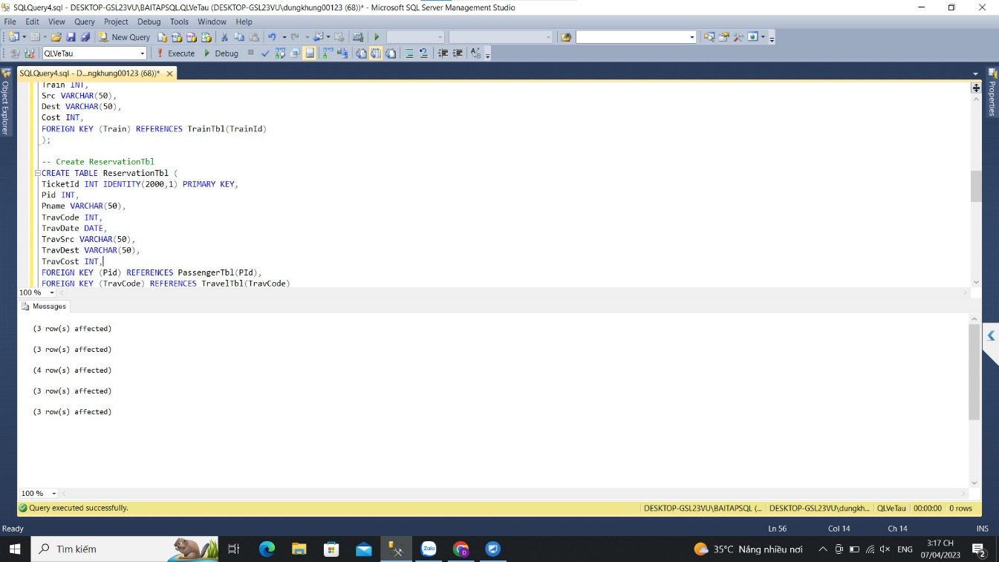 SQLQuery4.sql - DESKTOP-GSL23VU\BAITAPSQL.QLVeTau (DESKTOP-GSL23VU\dungkhung00123 (68))* - Microsoft SQL Server Management Studio
File Edit View Query Project Debug Tools Window Help
New Query
QLVeTau Execute Debug
SQLQuery4.sql - D...ngkhung00123 (68))*
Object Explorer
Properties
Train INT,
Src VARCHAR(50),
Dest VARCHAR(50),
Cost INT,
FOREIGN KEY (Train) REFERENCES TrainTbl(TrainId)
);
-- Create ReservationTbl
CREATE TABLE ReservationTbl (
TicketId INT IDENTITY(2000,1) PRIMARY KEY,
Pid INT,
Pname VARCHAR(50),
TravCode INT,
TravDate DATE,
TravSrc VARCHAR(50),
TravDest VARCHAR(50),
TravCost INT,
FOREIGN KEY (Pid) REFERENCES PassengerTbl(PId),
FOREIGN KEY (TravCode) REFERENCES TravelTbl(TravCode)
100 %
Messages
(3 row(s) affected)
(3 row(s) affected)
(4 row(s) affected)
(3 row(s) affected)
(3 row(s) affected)
100 %
Query executed successfully. DESKTOP-GSL23VU\BAITAPSQL (... DESKTOP-GSL23VU\dungkh... QLVeTau 00:00:00 0 rows
Ready Ln 56 Col 14 Ch 14 INS
Tìm kiếm Zalo D 35°C Nắng nhiều nơi ENG 3:17 CH
07/04/2023 2